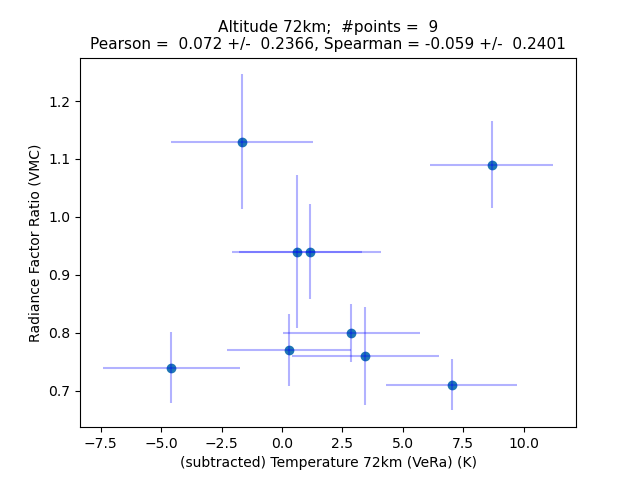 Altitude 72km;  #points =  9
Pearson =  0.072 +/-  0.2366, Spearman = -0.059 +/-  0.2401
Radiance Factor Ratio (VMC)
1.2
1.1
1.0
0.9
0.8
0.7
−7.5 −5.0 −2.5 0.0 2.5 5.0 7.5 10.0
(subtracted) Temperature 72km (VeRa) (K)